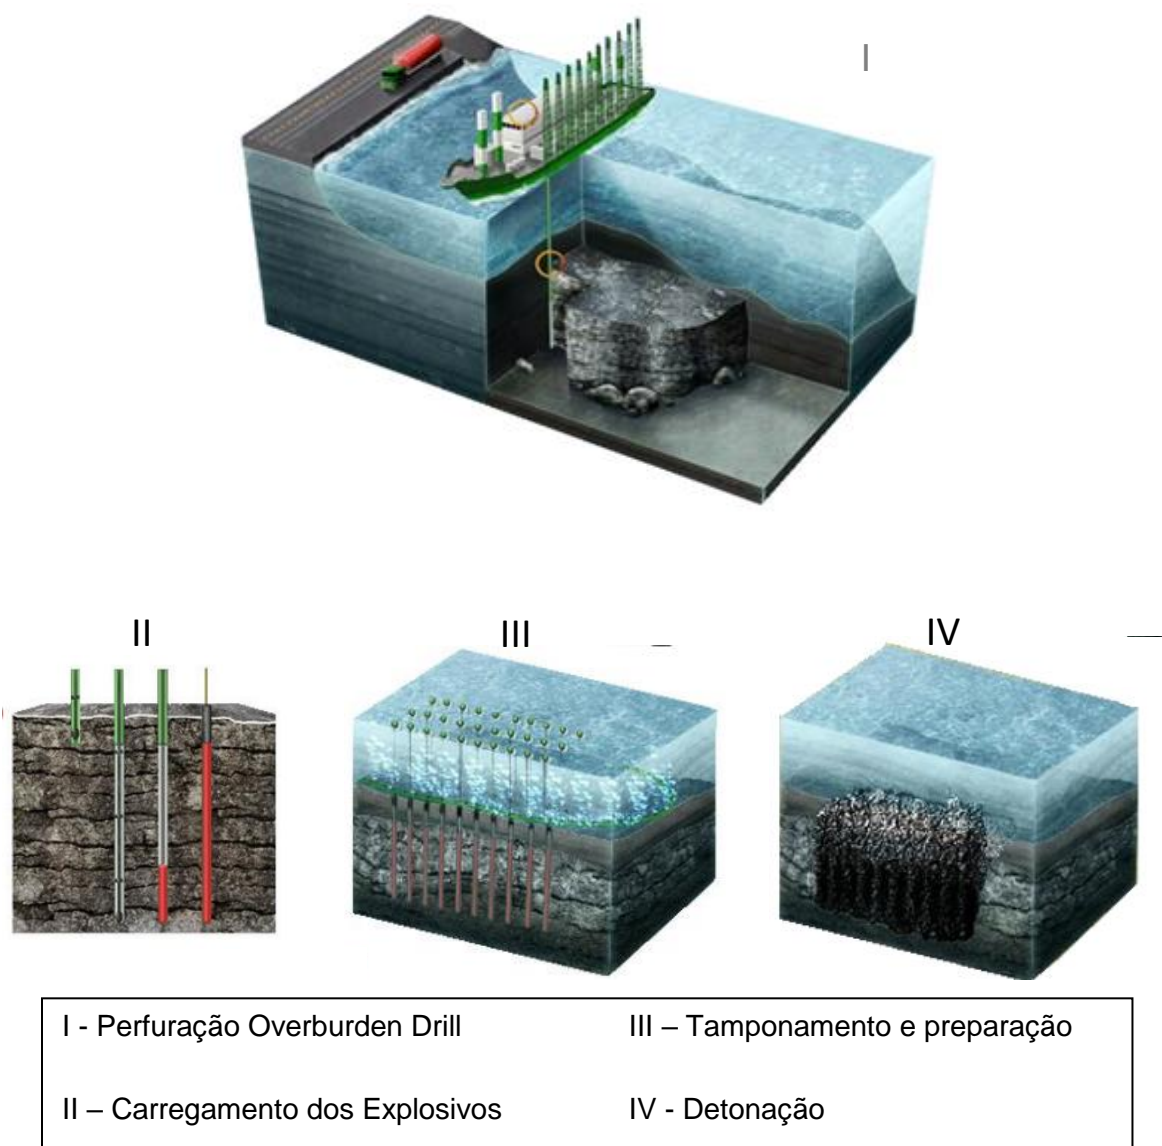 I
II
III
IV
I - Perfuração Overburden Drill
III – Tamponamento e preparação
II – Carregamento dos Explosivos
IV - Detonação